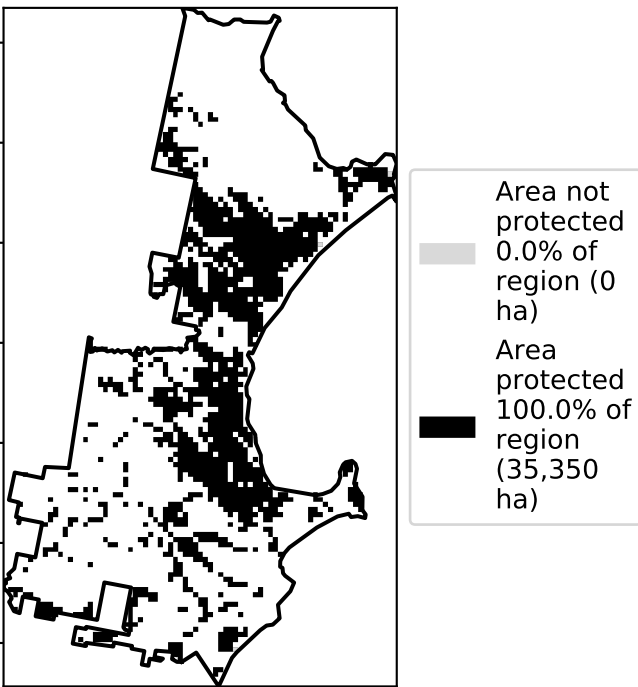 Area not
protected
0.0% of
region (0
ha)
Area
protected
100.0% of
region
(35,350
ha)